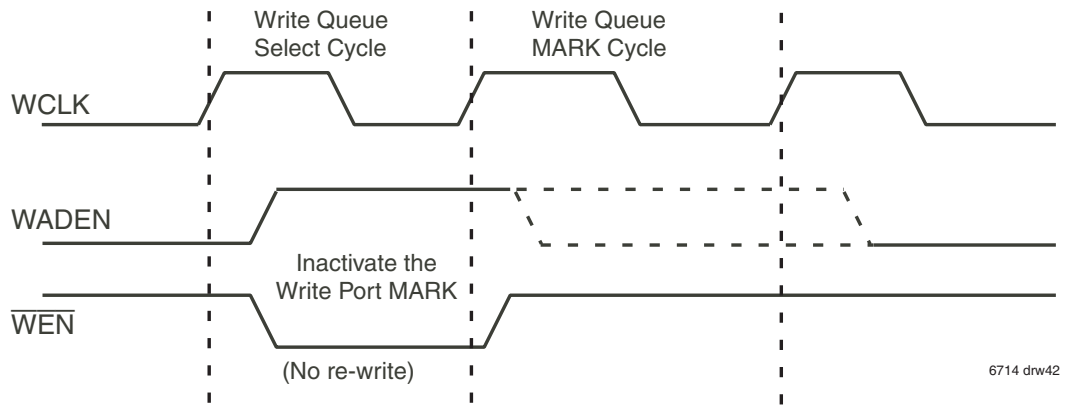 Write Queue
Select Cycle
Write Queue
MARK Cycle
WCLK
WADEN
Inactivate the
Write Port MARK
WEN
(No re-write)
6714 drw42